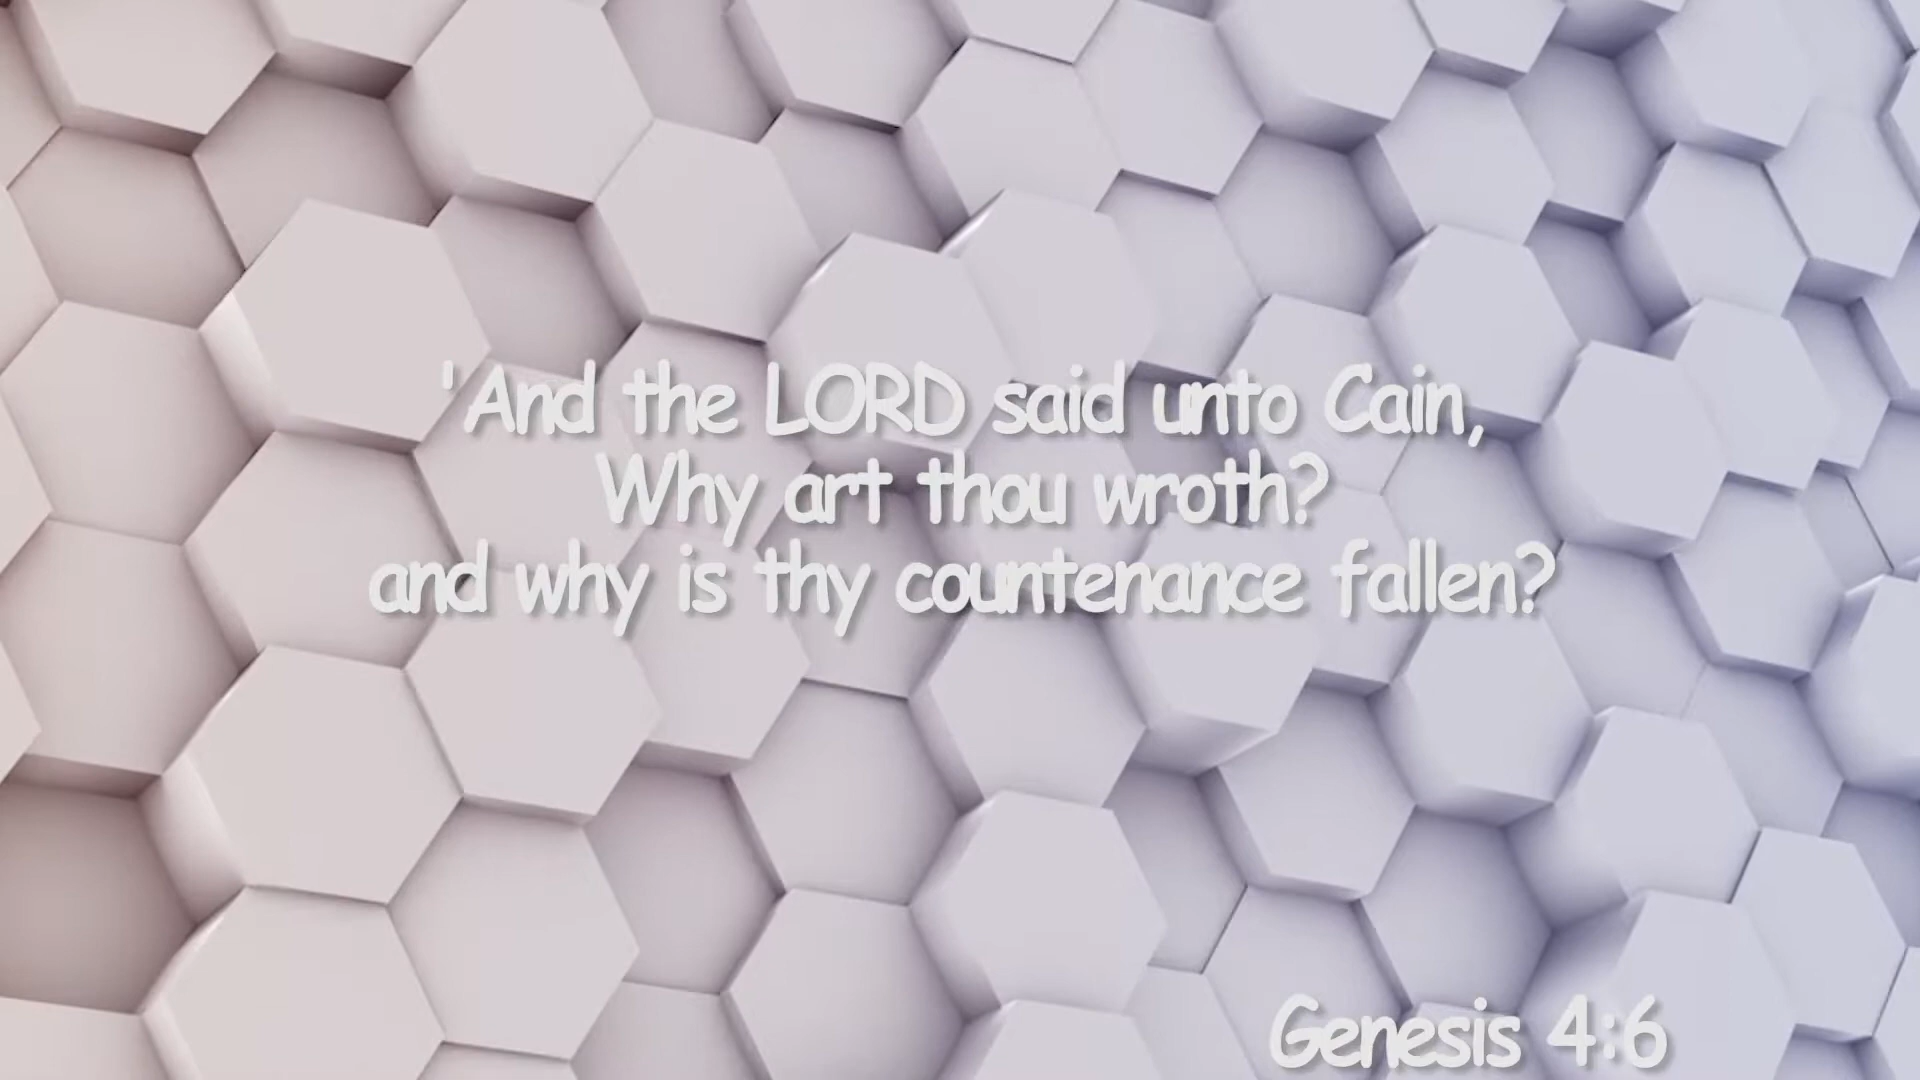 'And the LORD said unto Cain,
Why art thou wroth?
and why is thy countenance fallen?
Genesis 4:6